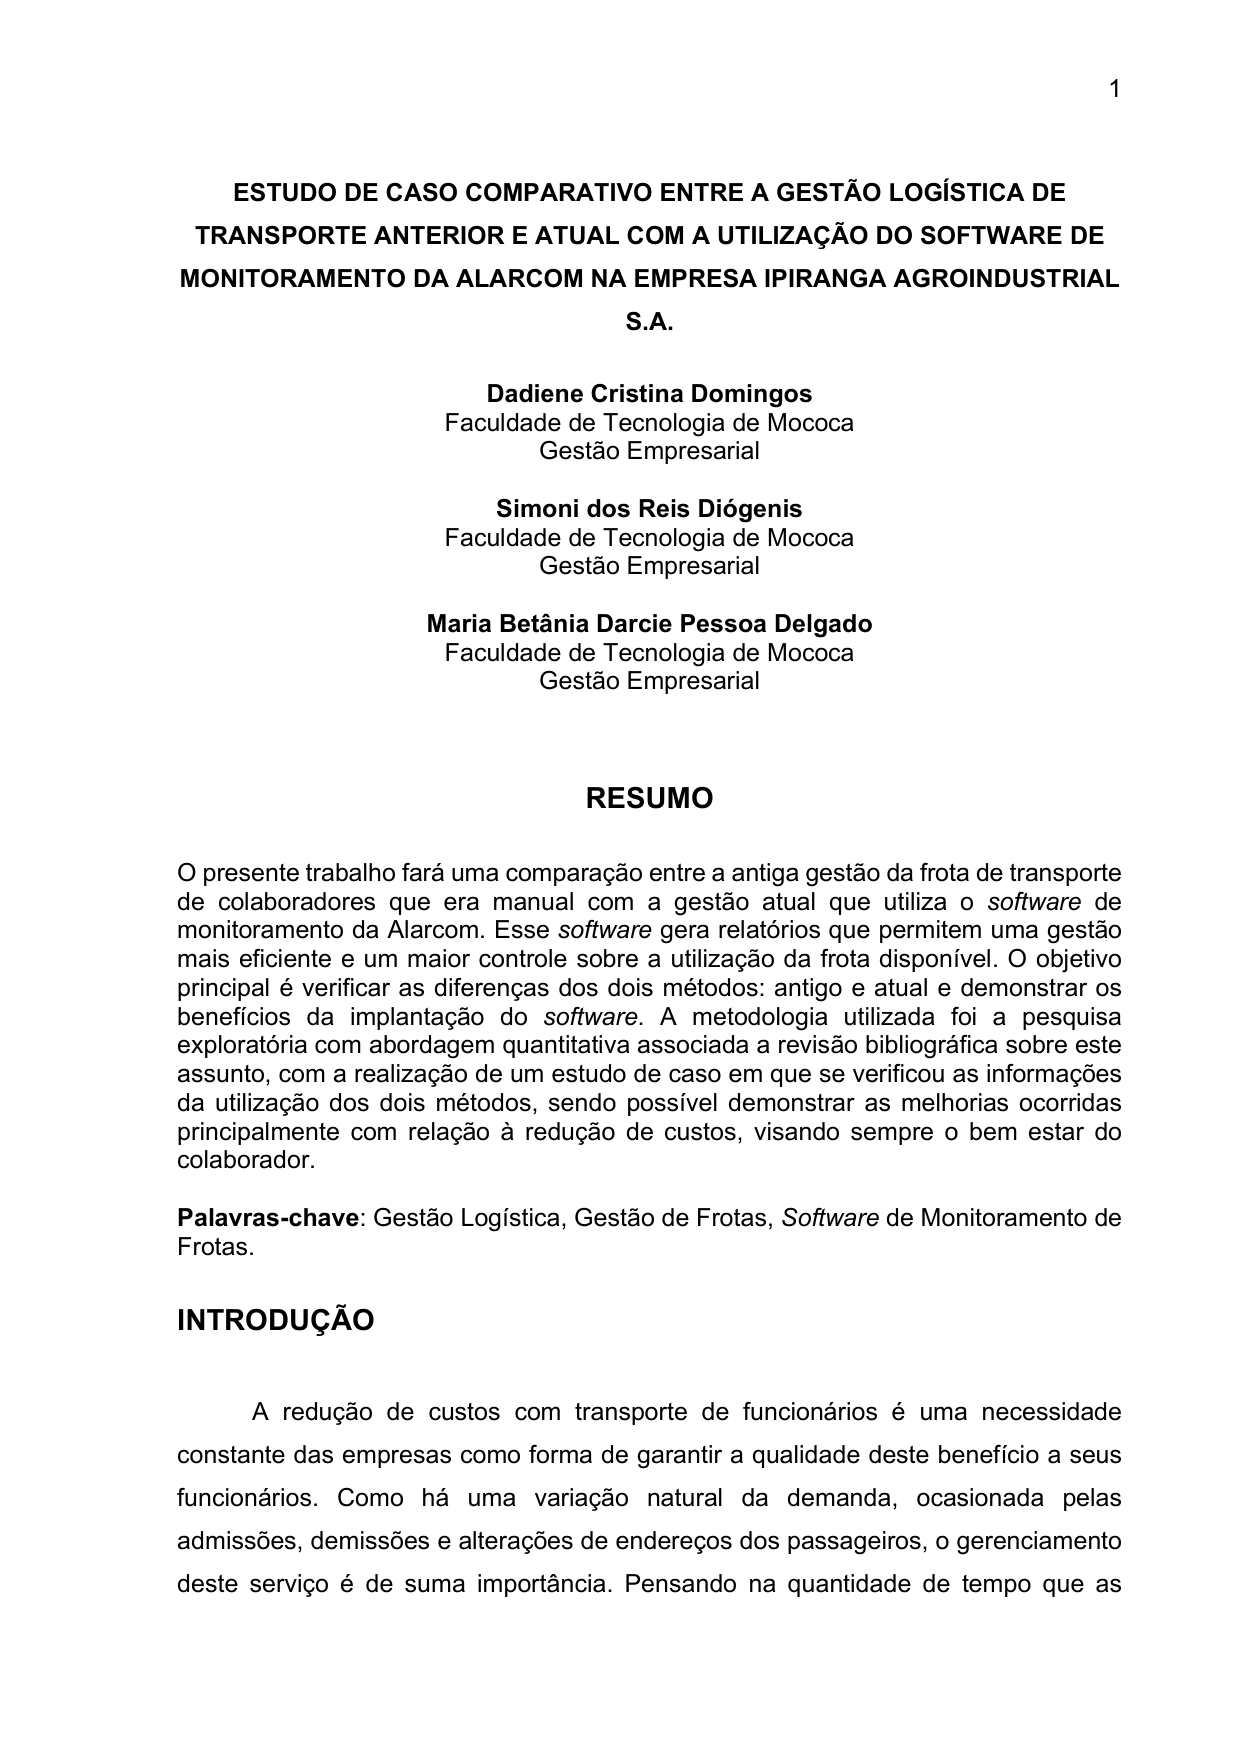 1
ESTUDO DE CASO COMPARATIVO ENTRE A GESTÃO LOGÍSTICA DE
TRANSPORTE ANTERIOR E ATUAL COM A UTILIZAÇÃO DO SOFTWARE DE
MONITORAMENTO DA ALARCOM NA EMPRESA IPIRANGA AGROINDUSTRIAL
S.A.
Dadiene Cristina Domingos
Faculdade de Tecnologia de Mococa
Gestão Empresarial
Simoni dos Reis Diógenis
Faculdade de Tecnologia de Mococa
Gestão Empresarial
Maria Betânia Darcie Pessoa Delgado
Faculdade de Tecnologia de Mococa
Gestão Empresarial
RESUMO
O presente trabalho fará uma comparação entre a antiga gestão da frota de transporte
de colaboradores que era manual com a gestão atual que utiliza o software de
monitoramento da Alarcom. Esse software gera relatórios que permitem uma gestão
mais eficiente e um maior controle sobre a utilização da frota disponível. O objetivo
principal é verificar as diferenças dos dois métodos: antigo e atual e demonstrar os
benefícios da implantação do software. A metodologia utilizada foi a pesquisa
exploratória com abordagem quantitativa associada a revisão bibliográfica sobre este
assunto, com a realização de um estudo de caso em que se verificou as informações
da utilização dos dois métodos, sendo possível demonstrar as melhorias ocorridas
principalmente com relação à redução de custos, visando sempre o bem estar do
colaborador.
Palavras-chave: Gestão Logística, Gestão de Frotas, Software de Monitoramento de
Frotas.
INTRODUÇÃO
A redução de custos com transporte de funcionários é uma necessidade
constante das empresas como forma de garantir a qualidade deste benefício a seus
funcionários. Como há uma variação natural da demanda, ocasionada pelas
admissões, demissões e alterações de endereços dos passageiros, o gerenciamento
deste serviço é de suma importância. Pensando na quantidade de tempo que as